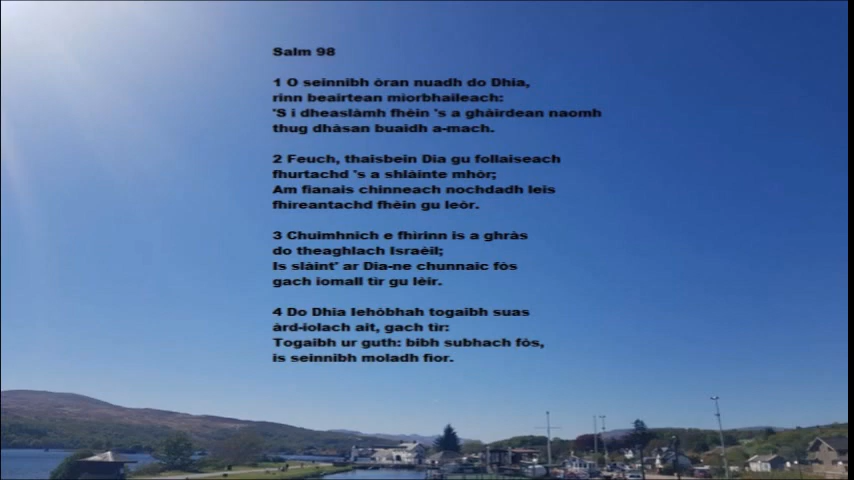 Salm 98
1 O seinnibh òran nuadh do Dhia,
rinn beairtean mìorbhaileach:
'S i dheaslàmh fhèin 's a ghàirdean naomh
thug dhàsan buaidh a-mach.
2 Feuch, thaisbein Dia gu follaiseach
fhurtachd 's a shlàinte mhòr;
Am fianais chinneach nochdadh leis
fhìreantachd fhèin gu leòr.
3 Chuimhnich e fhìrinn is a ghràs
do theaghlach Israèil;
Is slàint' ar Dia-ne chunnaic fòs
gach iomall tìr gu lèir.
4 Do Dhia Iehòbhah togaibh suas
àrd-iolach ait, gach tìr:
Togaibh ur guth: bibh subhach fòs,
is seinnibh moladh fìor.